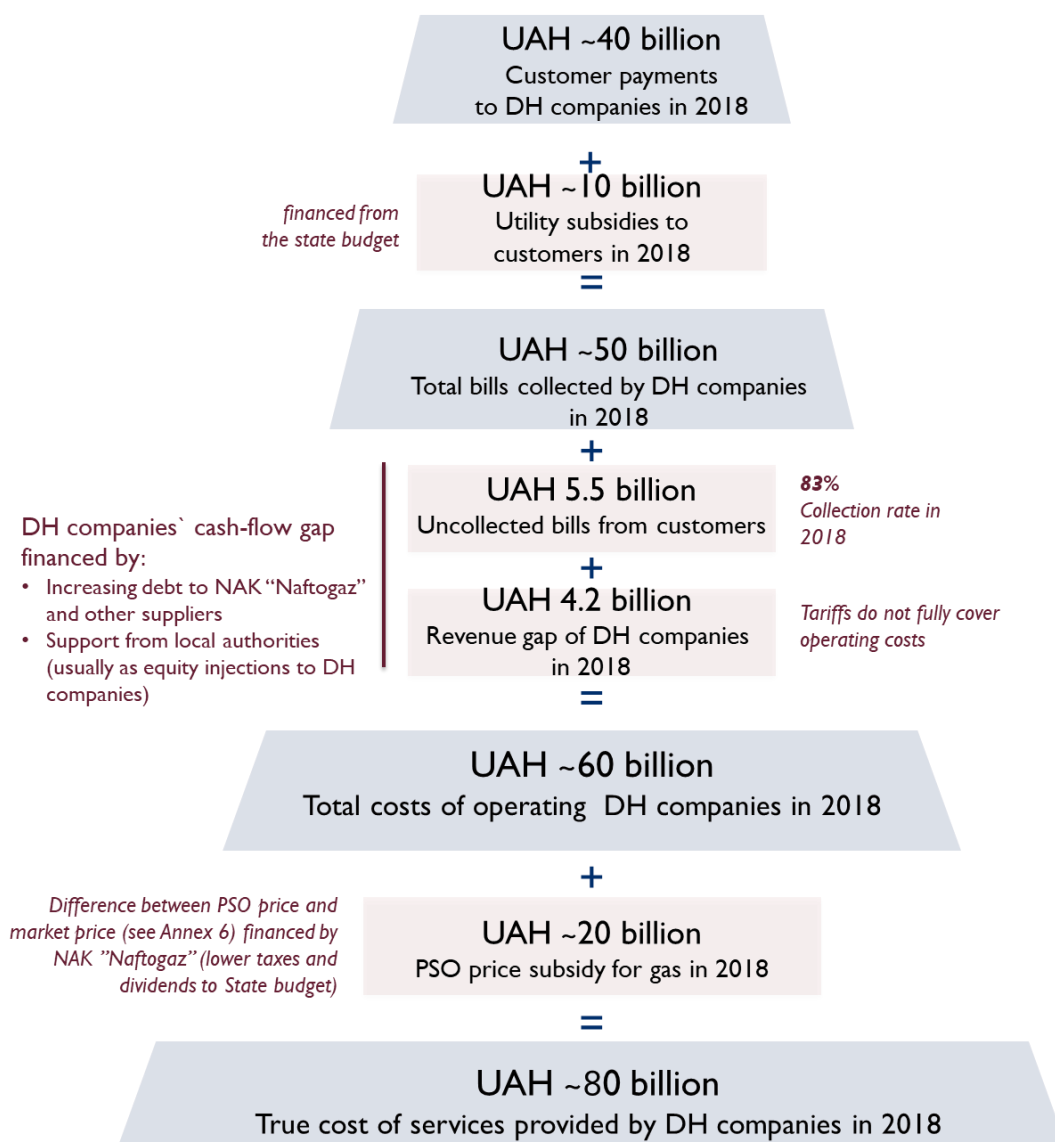 UAH ~40 billion
Customer payments
to DH companies in 2018
+
financed from
the state budget
UAH ~10 billion
Utility subsidies to
customers in 2018
=
UAH ~50 billion
Total bills collected by DH companies
in 2018
+
DH companies` cash-flow gap
financed by:
• Increasing debt to NAK “Naftogaz”
and other suppliers
• Support from local authorities
(usually as equity injections to DH
companies)
UAH 5.5 billion
Uncollected bills from customers
83%
Collection rate in
2018
+
UAH 4.2 billion
Revenue gap of DH companies
in 2018
Tariffs do not fully cover
operating costs
=
UAH ~60 billion
Total costs of operating DH companies in 2018
+
Difference between PSO price and
market price (see Annex 6) financed by
NAK ”Naftogaz” (lower taxes and
dividends to State budget)
UAH ~20 billion
PSO price subsidy for gas in 2018
=
UAH ~80 billion
True cost of services provided by DH companies in 2018